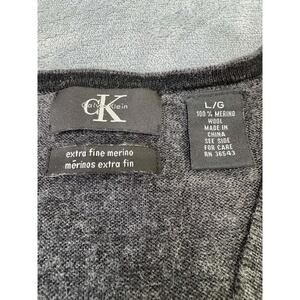 CK
Calvin Klein
extra fine merino
mérinos extra fin
L/G
100% MERINO
WOOL
MADE IN
CHINA
SEE SIDE
FOR CARE
RN 36543